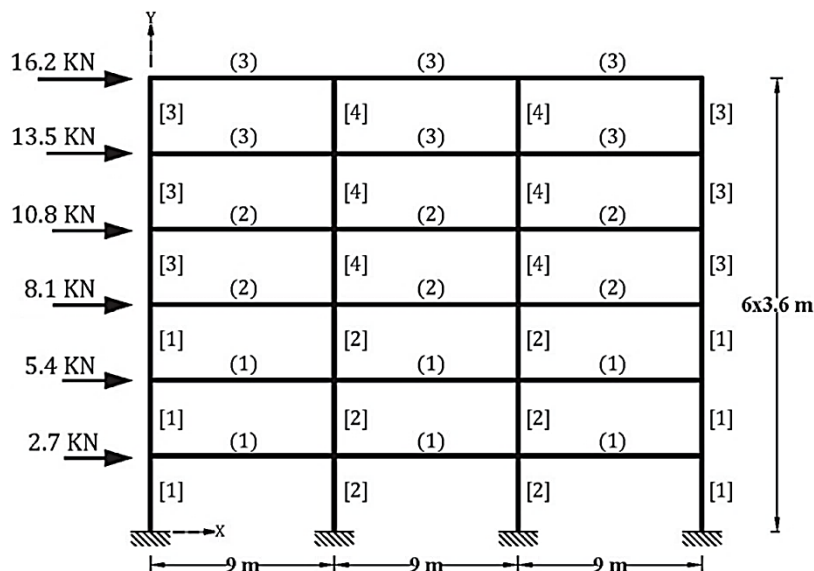 Y
16.2 KN (3) (3) (3)
[3] [4] [4] [3]
13.5 KN (3) (3) (3)
[3] [4] [4] [3]
10.8 KN (2) (2) (2)
[3] [4] [4] [3]
8.1 KN (2) (2) (2)
6x3.6 m
[1] [2] [2] [1]
5.4 KN (1) (1) (1)
[1] [2] [2] [1]
2.7 KN (1) (1) (1)
[1] [2] [2] [1]
X
9 m 9 m 9 m